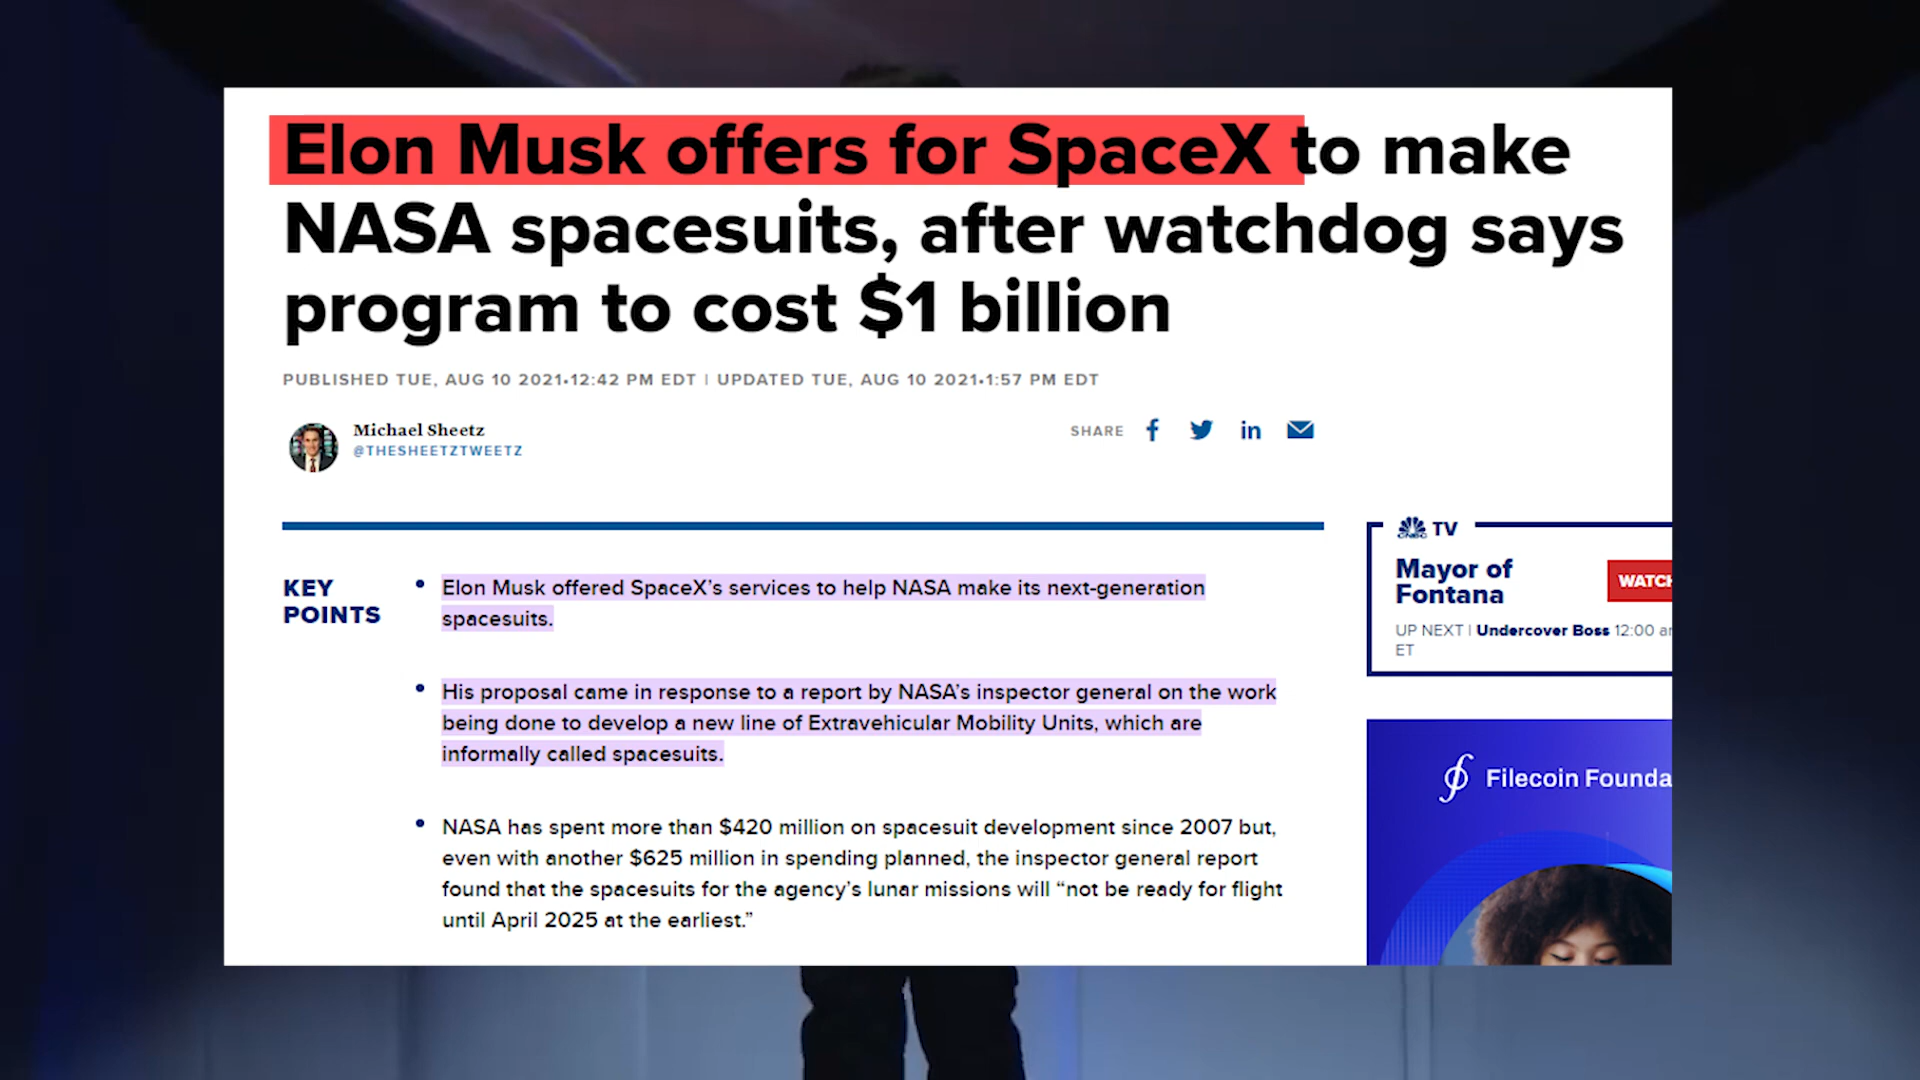 Elon Musk offers for SpaceX to make
NASA spacesuits, after watchdog says
program to cost $1 billion
PUBLISHED TUE, AUG 10 2021•12:42 PM EDT | UPDATED TUE, AUG 10 2021•1:57 PM EDT
Michael Sheetz
@THESHEETZTWEETZ
SHARE
KEY
POINTS
• Elon Musk offered SpaceX’s services to help NASA make its next-generation
spacesuits.
• His proposal came in response to a report by NASA’s inspector general on the work
being done to develop a new line of Extravehicular Mobility Units, which are
informally called spacesuits.
• NASA has spent more than $420 million on spacesuit development since 2007 but,
even with another $625 million in spending planned, the inspector general report
found that the spacesuits for the agency’s lunar missions will “not be ready for flight
until April 2025 at the earliest.”
CNBC TV
Mayor of
Fontana
WATCH
UP NEXT | Undercover Boss 12:00 a
ET
Filecoin Founda